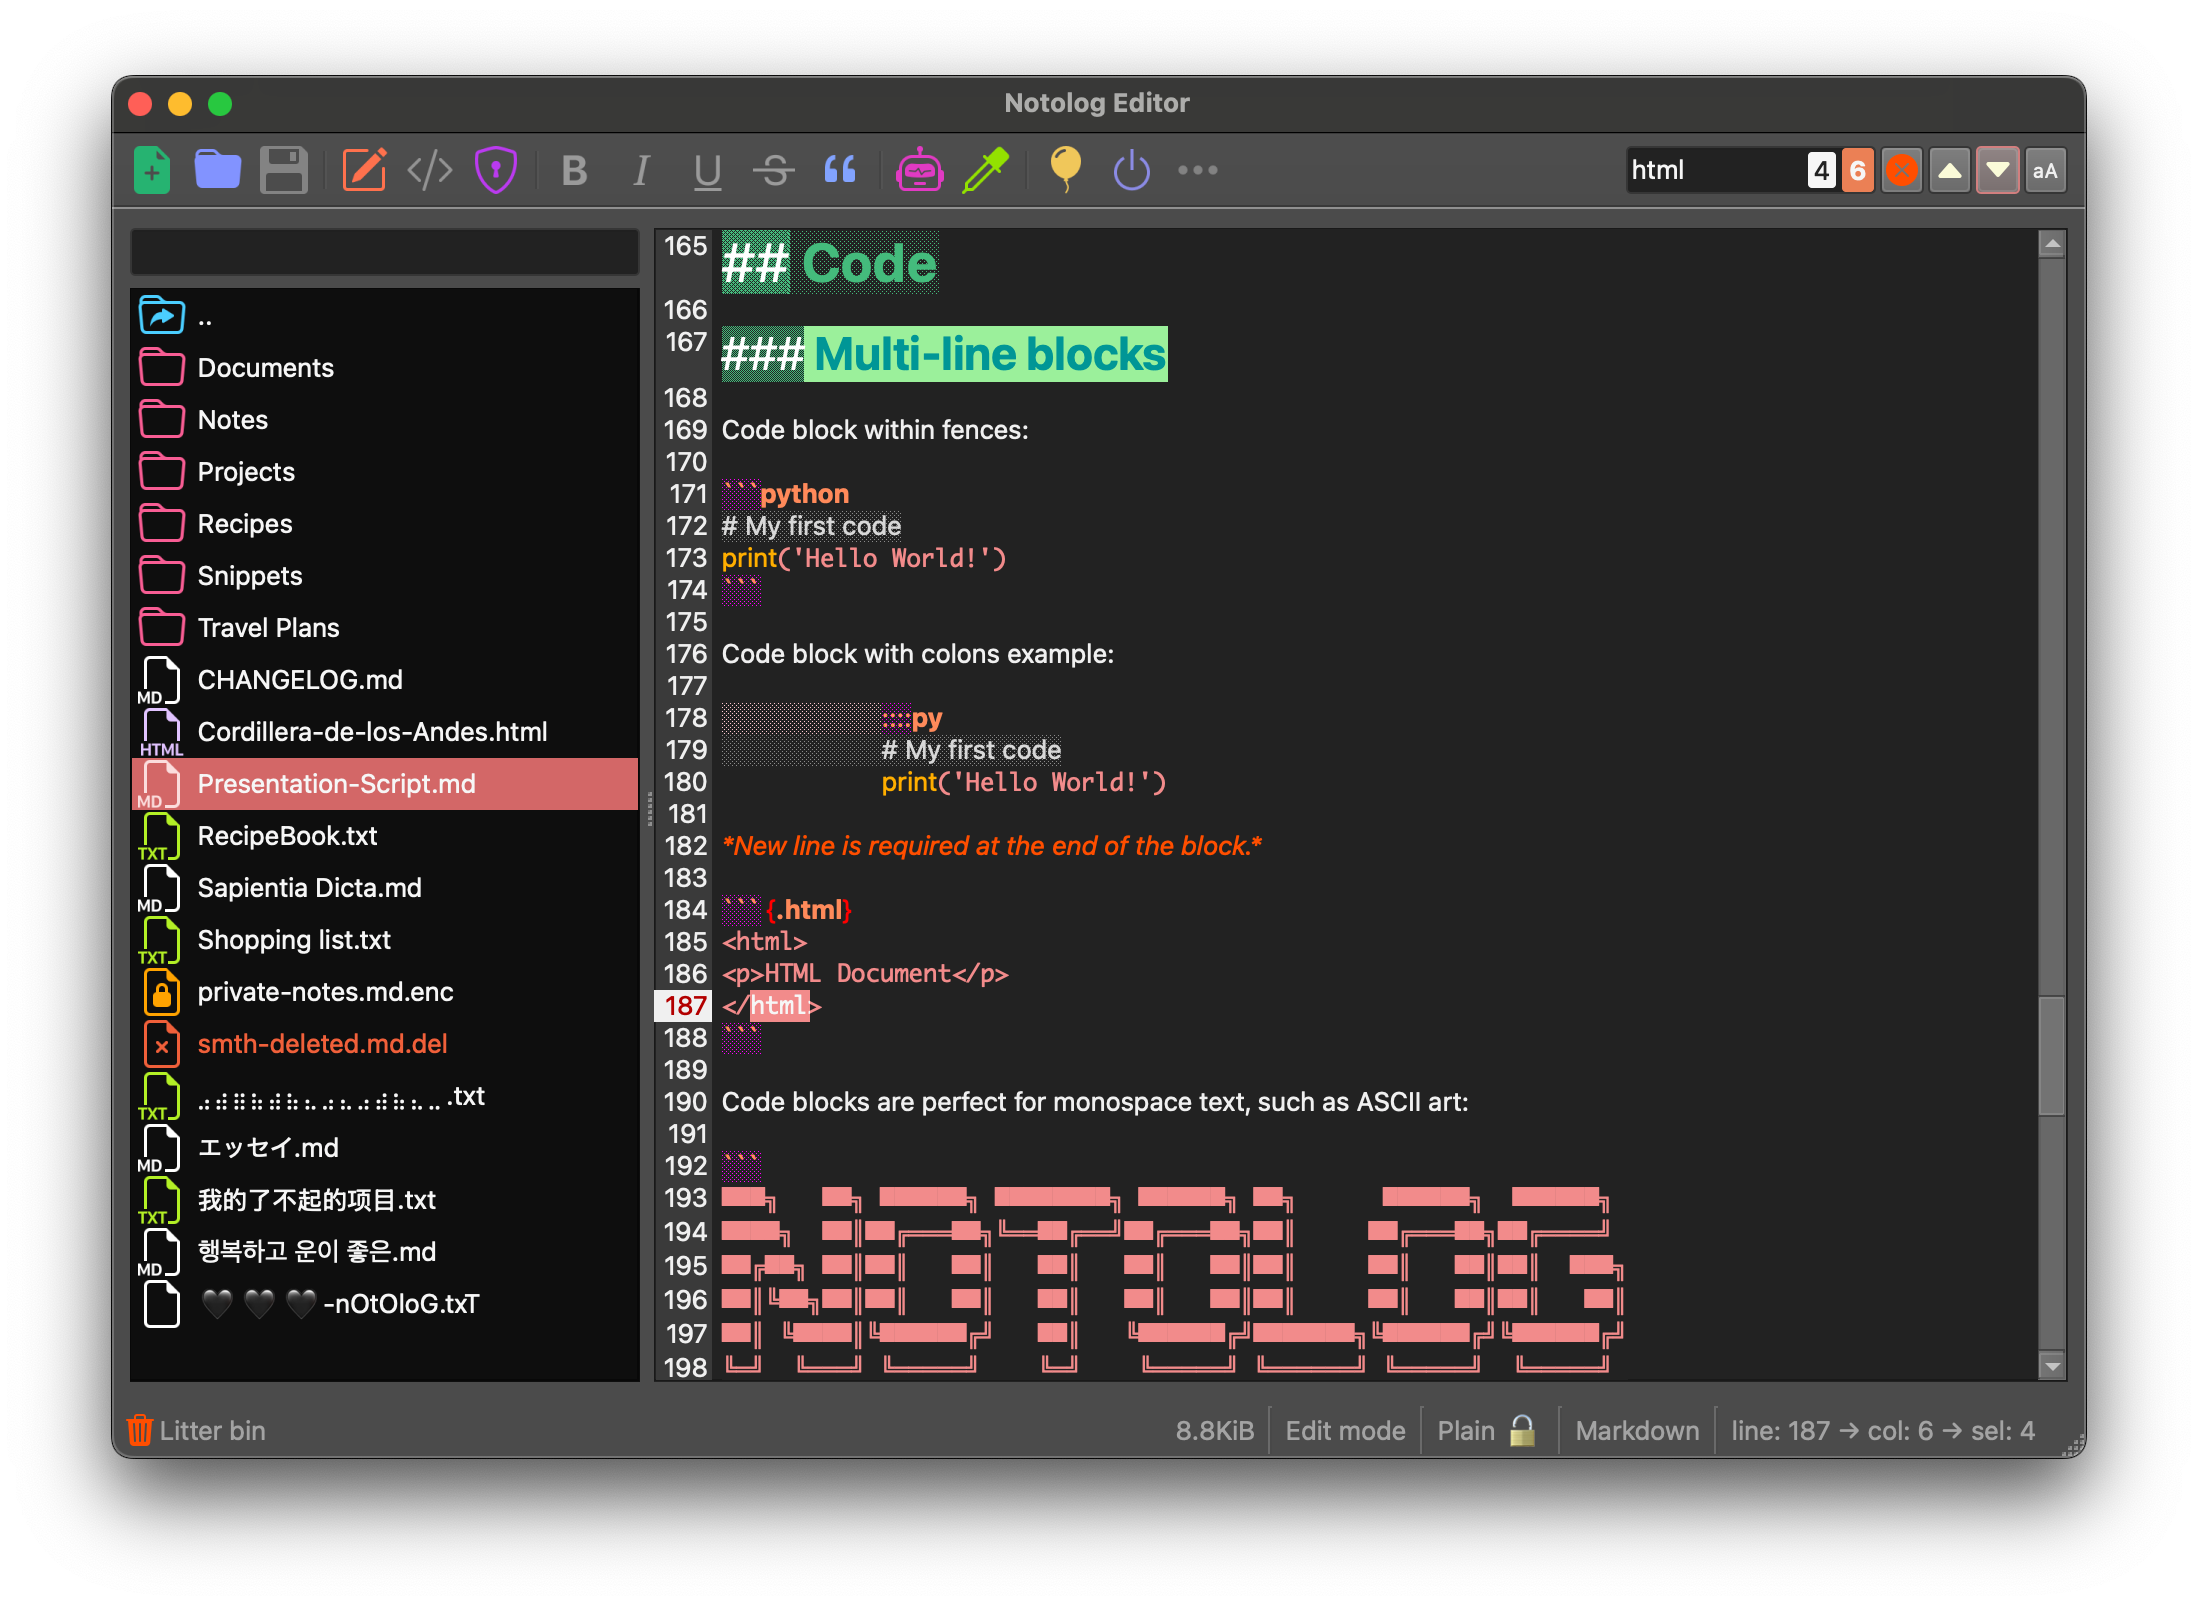 Notolog Editor
B I U S
html 4 6 aA
..
Documents
Notes
Projects
Recipes
Snippets
Travel Plans
MD CHANGELOG.md
HTML Cordillera-de-los-Andes.html
MD Presentation-Script.md
TXT RecipeBook.txt
MD Sapientia Dicta.md
TXT Shopping list.txt
private-notes.md.enc
smth-deleted.md.del
TXT .txt
MD エッセイ.md
TXT 我的了不起的项目.txt
MD 행복하고 운이 좋은.md
🖤 🖤 🖤 -nOtOloG.txT
165 ## Code
166
167 ### Multi-line blocks
168
169 Code block within fences:
170
171 ```python
172 # My first code
173 print('Hello World!')
174 ```
175
176 Code block with colons example:
177
178 ::::py
179 # My first code
180 print('Hello World!')
181
182 *New line is required at the end of the block.*
183
184 ``` {.html}
185 <html>
186 <p>HTML Document</p>
187 </html>
188 ```
189
190 Code blocks are perfect for monospace text, such as ASCII art:
191
192 ```
193
194
195
196
197
198
NOTOLOG
Litter bin
8.8KiB Edit mode Plain 🔓 Markdown line: 187 → col: 6 → sel: 4